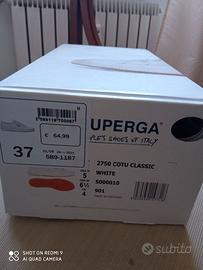 UPERGA®
PLE'S SHOES OF ITALY
€ 64,99
37
589-1187
2750 COTU CLASSIC
WHITE
S000010
901
5
6½
4
SHOT ON REDMI 9
AI QUAD CAMERA
subito